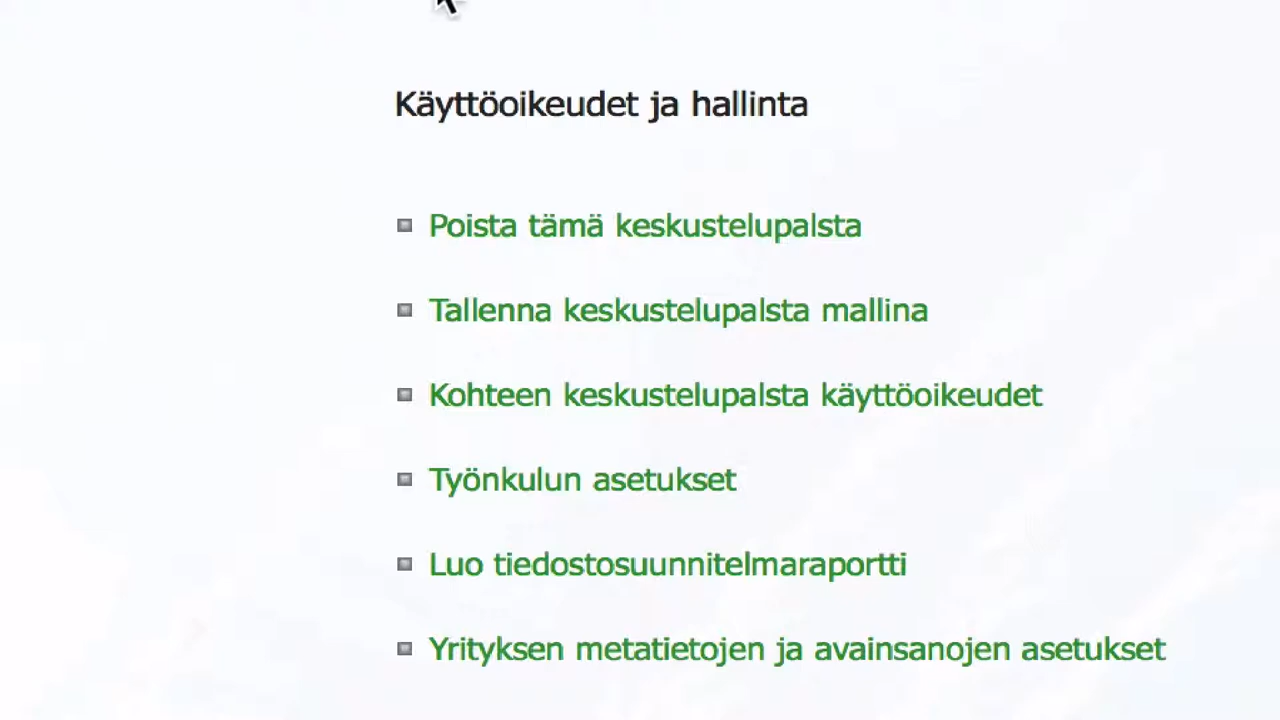 Käyttöoikeudet ja hallinta
Poista tämä keskustelupalsta
Tallenna keskustelupalsta mallina
Kohteen keskustelupalsta käyttöoikeudet
Työnkulun asetukset
Luo tiedostosuunnitelmaraportti
Yrityksen metatietojen ja avainsanojen asetukset